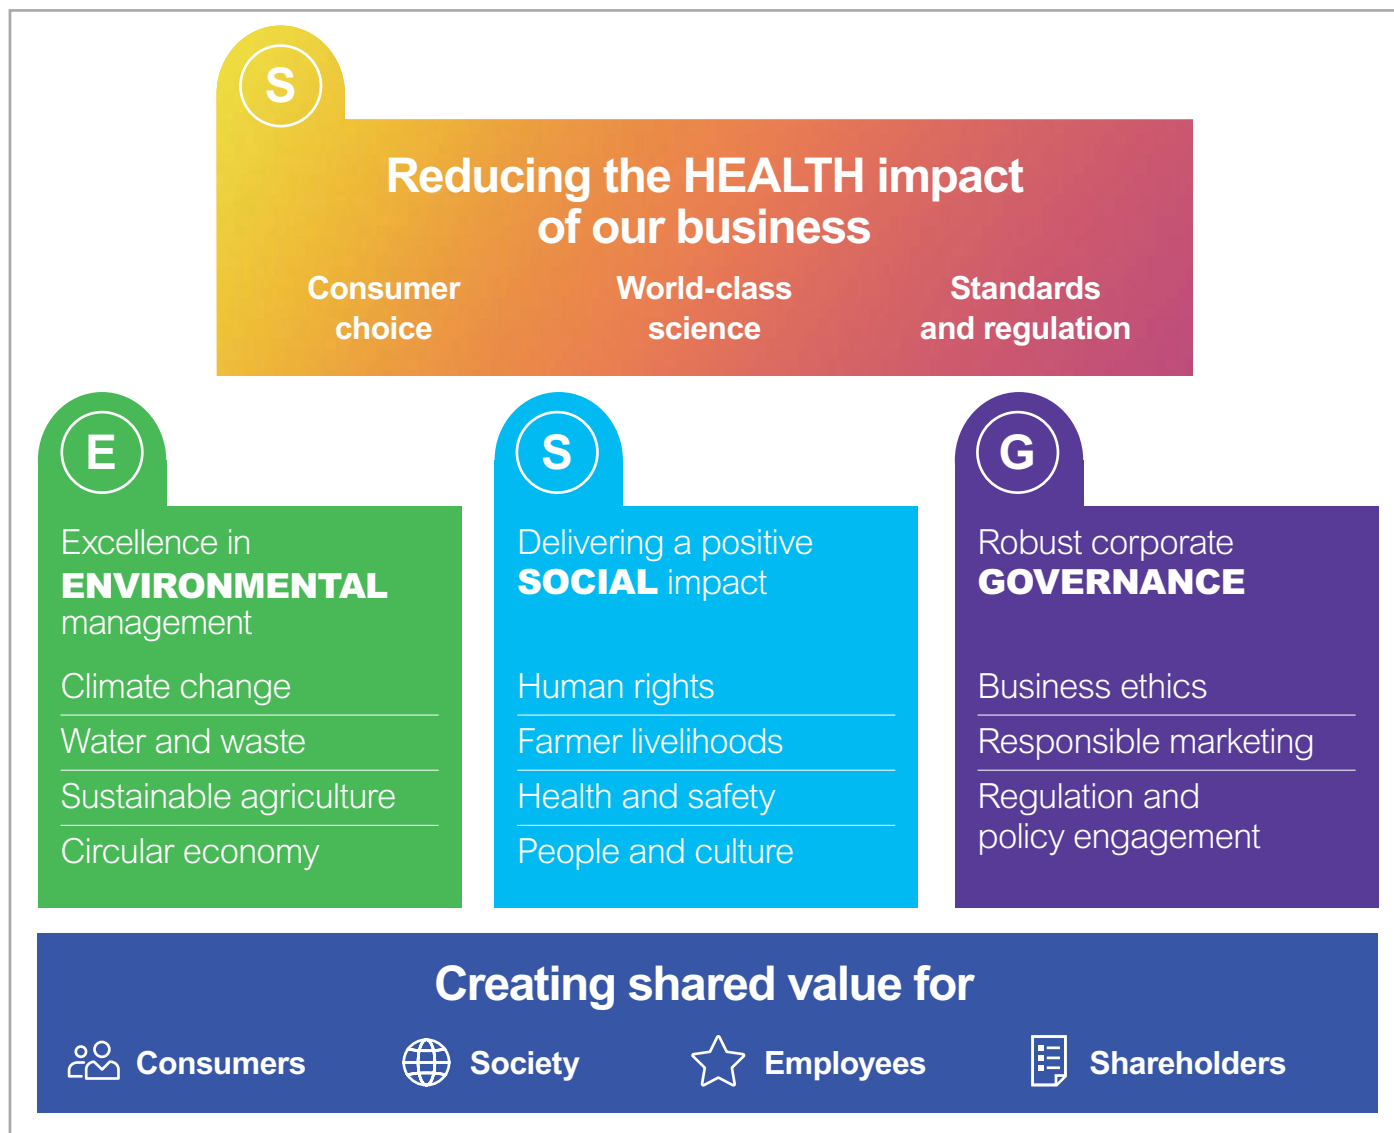 S
Reducing the HEALTH impact
of our business
Consumer
choice
World-class
science
Standards
and regulation
E
Excellence in
ENVIRONMENTAL
management
Climate change
Water and waste
Sustainable agriculture
Circular economy
S
Delivering a positive
SOCIAL impact
Human rights
Farmer livelihoods
Health and safety
People and culture
G
Robust corporate
GOVERNANCE
Business ethics
Responsible marketing
Regulation and
policy engagement
Creating shared value for
Consumers
Society
Employees
Shareholders